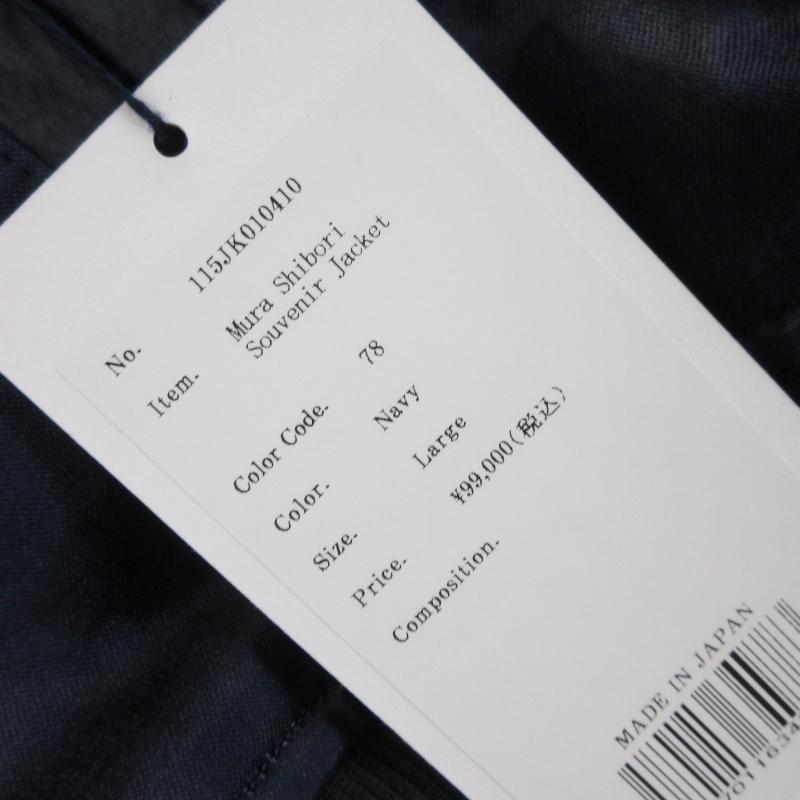 No. 115JK010410
Item. Mura Shibori
Souvenir Jacket
Color Code. 78
Color. Navy
Size. Large
Price. ¥99,000(税込)
Composition.
MADE IN JAPAN